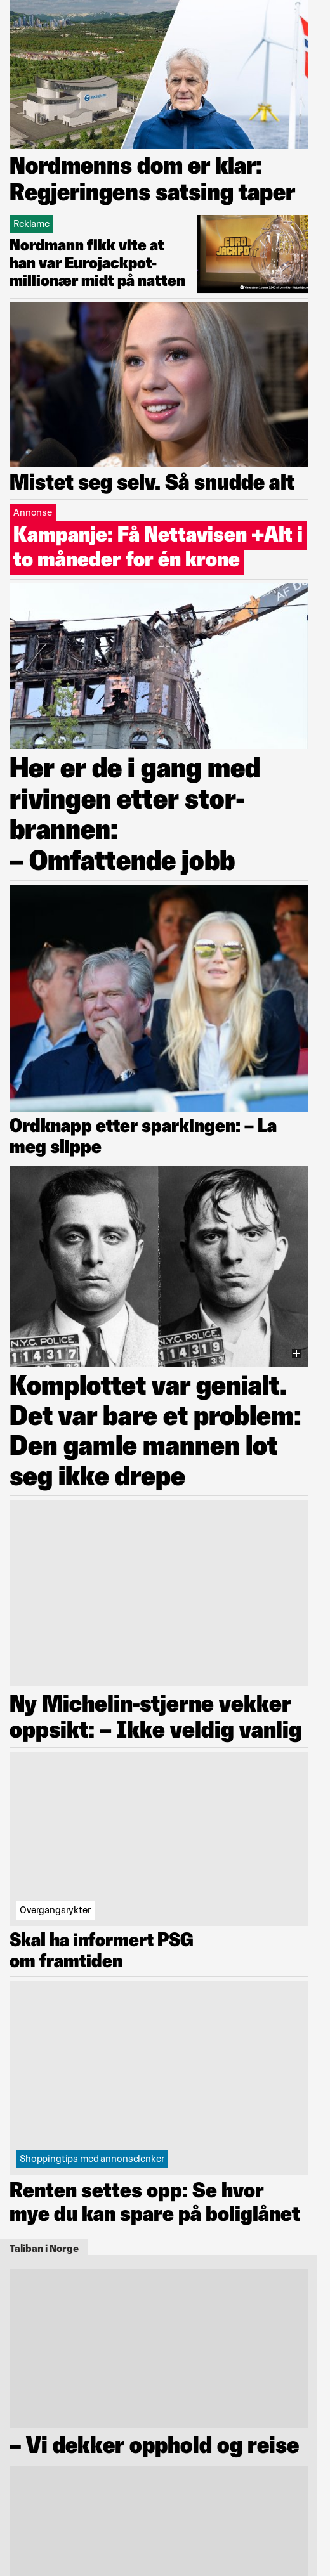 Nordmenns dom er klar:
Regjeringens satsing taper
Reklame
Nordmann fikk vite at
han var Eurojackpot-
millionær midt på natten
EURO
JACKPOT
Mistet seg selv. Så snudde alt
Annonse
Kampanje: Få Nettavisen +Alt i
to måneder for én krone
AF DE
Her er de i gang med
rivingen etter stor-
brannen:
– Omfattende jobb
Ordknapp etter sparkingen: – La
meg slippe
N.Y.C. POLICE
114317
N.Y.C. POLICE
114319
Komplottet var genialt.
Det var bare et problem:
Den gamle mannen lot
seg ikke drepe
Ny Michelin-stjerne vekker
oppsikt: – Ikke veldig vanlig
Overgangsrykter
Skal ha informert PSG
om framtiden
Shoppingtips med annonselenker
Renten settes opp: Se hvor
mye du kan spare på boliglånet
Taliban i Norge
– Vi dekker opphold og reise